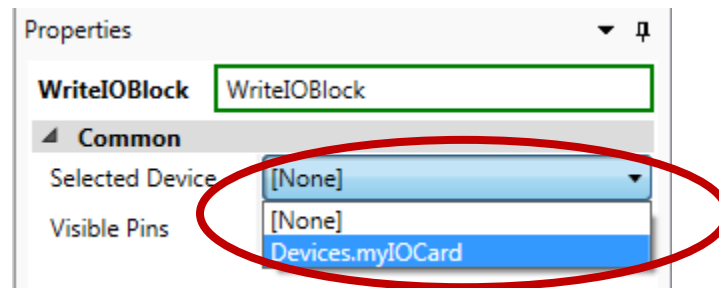 Properties
WriteIOBlock WriteIOBlock
Common
Selected Device [None]
Visible Pins [None]
Devices.myIOCard